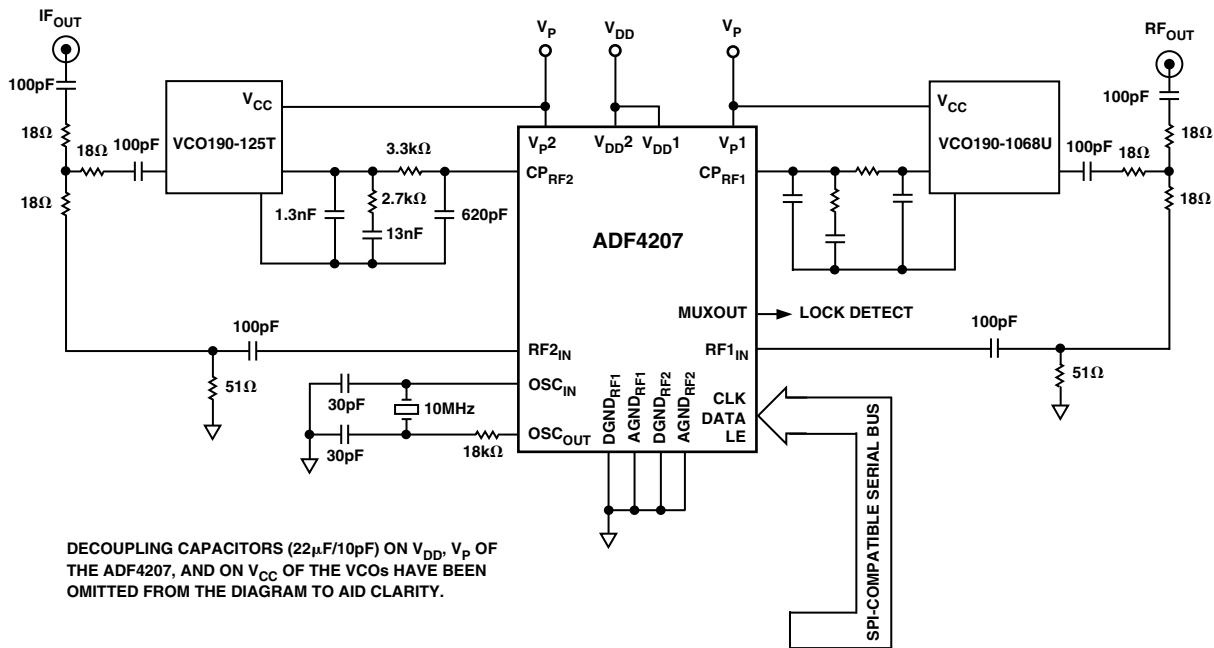 IF_OUT
V_P
V_DD
V_P
RF_OUT
100pF
V_CC
VCO190-125T
18Ω
100pF
18Ω
18Ω
3.3kΩ
2.7kΩ
1.3nF
13nF
620pF
V_P2
V_DD2
V_DD1
V_P1
CP_RF2
CP_RF1
ADF4207
V_CC
VCO190-1068U
100pF
100pF
18Ω
18Ω
18Ω
MUXOUT
LOCK DETECT
100pF
RF2_IN
RF1_IN
100pF
51Ω
51Ω
30pF
OSC_IN
10MHz
OSC_OUT
30pF
18kΩ
DGND_RF1
AGND_RF1
DGND_RF2
AGND_RF2
CLK
DATA
LE
SPI-COMPATIBLE SERIAL BUS
DECOUPLING CAPACITORS (22μF/10pF) ON V_DD, V_P OF
THE ADF4207, AND ON V_CC OF THE VCOs HAVE BEEN
OMITTED FROM THE DIAGRAM TO AID CLARITY.